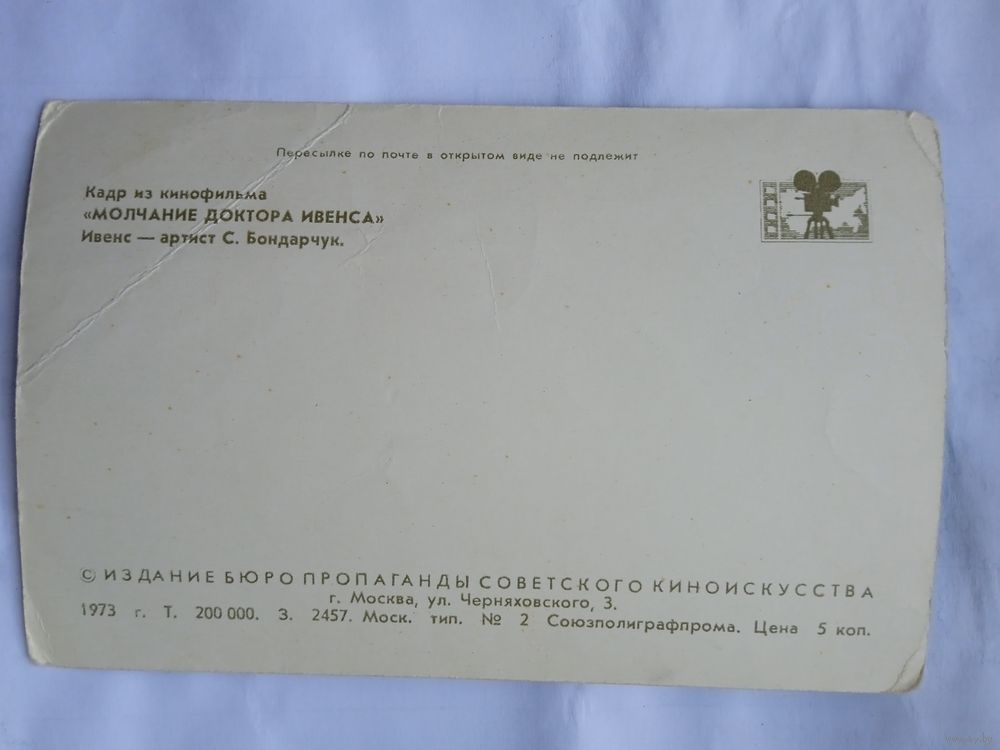 Пересылке по почте в открытом виде не подлежит
Кадр из кинофильма
«МОЛЧАНИЕ ДОКТОРА ИВЕНСА»
Ивенс — артист С. Бондарчук.
© ИЗДАНИЕ БЮРО ПРОПАГАНДЫ СОВЕТСКОГО КИНОИСКУССТВА
г. Москва, ул. Черняховского, 3.
1973 г. Т. 200 000. З. 2457. Моск. тип. № 2 Союзполиграфпрома. Цена 5 коп.